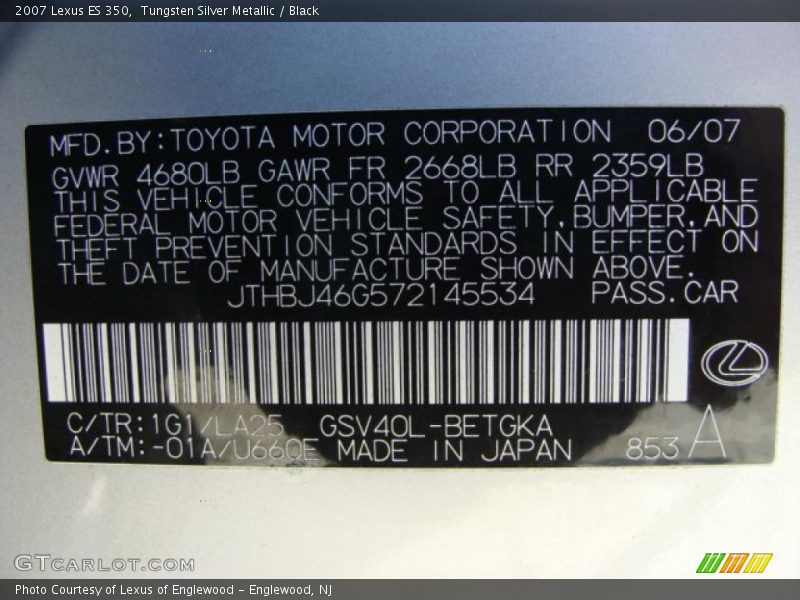 2007 Lexus ES 350,  Tungsten Silver Metallic / Black
MFD. BY: TOYOTA MOTOR CORPORATION 06/07
GVWR 4680LB GAWR FR 2668LB RR 2359LB
THIS VEHICLE CONFORMS TO ALL APPLICABLE
FEDERAL MOTOR VEHICLE SAFETY, BUMPER, AND
THEFT PREVENTION STANDARDS IN EFFECT ON
THE DATE OF MANUFACTURE SHOWN ABOVE.
JTHBJ46G572145534 PASS. CAR
C/TR: 1G1/LA25 GSV40L-BETGKA
A/TM: -01A/U660E MADE IN JAPAN 853 A
GTCARLOT.COM
Photo Courtesy of Lexus of Englewood - Englewood, NJ